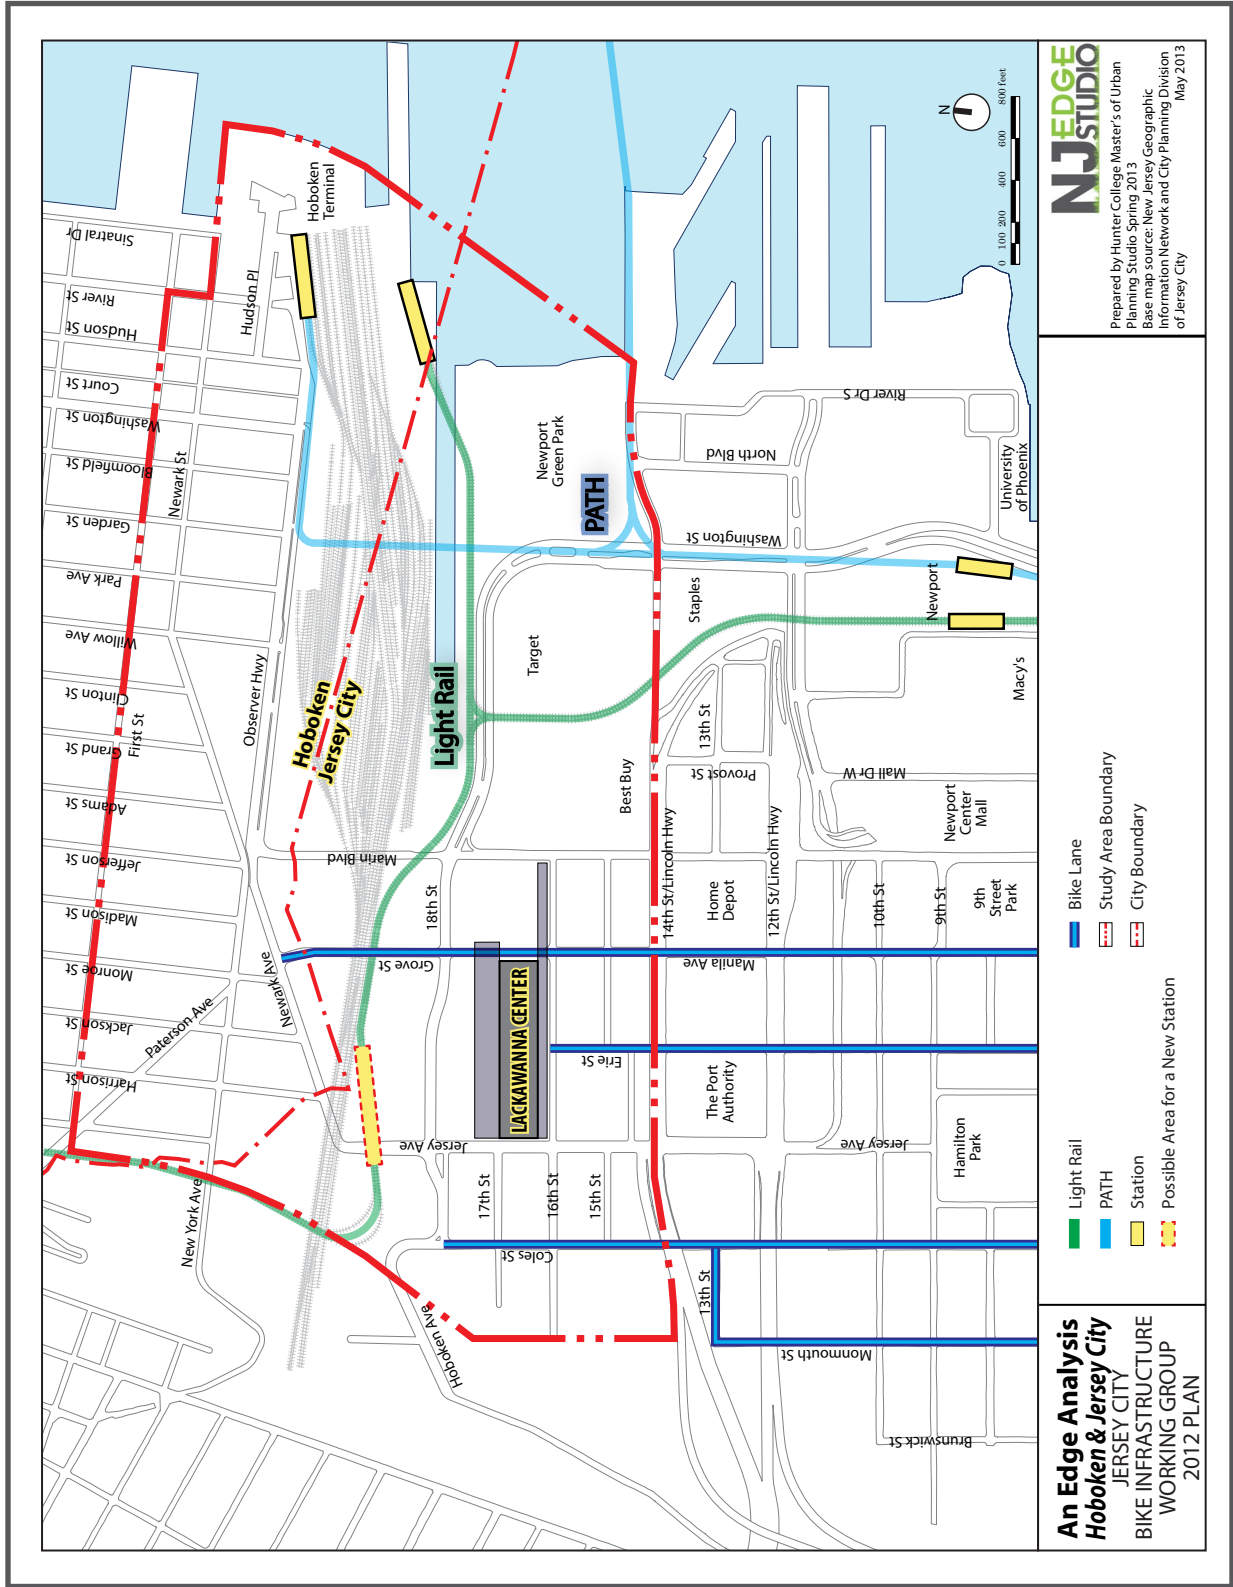 Sinatral Dr
River St
Hudson St
Court St
Washington St
Bloomfield St
Garden St
Park Ave
Willow Ave
Clinton St
Grand St
Adams St
Jefferson St
Madison St
Monroe St
Jackson St
Harrison St
Newark St
First St
Hudson Pl
Observer Hwy
Paterson Ave
Newark Ave
New York Ave
Hoboken Ave
Hoboken
Terminal
Hoboken
Jersey City
Light Rail
PATH
Newport
Green Park
Target
Best Buy
Staples
Marin Blvd
18th St
Grove St
LACKAWANNA CENTER
Erie St
Jersey Ave
17th St
16th St
15th St
Coles St
14th St/Lincoln Hwy
Home
Depot
12th St/Lincoln Hwy
Manila Ave
The Port
Authority
Jersey Ave
Hamilton
Park
13th St
Monmouth St
Brunswick St
13th St
Provost St
Mall Dr W
Newport
Center
Mall
10th St
9th St
9th
Street
Park
Macy's
Newport
Washington St
North Blvd
River Dr S
University
of Phoenix
N
0 100 200 400 600 800 feet
An Edge Analysis
Hoboken & Jersey City
JERSEY CITY
BIKE INFRASTRUCTURE
WORKING GROUP
2012 PLAN
Light Rail
PATH
Station
Possible Area for a New Station
Bike Lane
Study Area Boundary
City Boundary
NJ EDGE
STUDIO
Prepared by Hunter College Master's of Urban
Planning Studio Spring 2013
Base map source: New Jersey Geographic
Information Network and City Planning Division
of Jersey City
May 2013